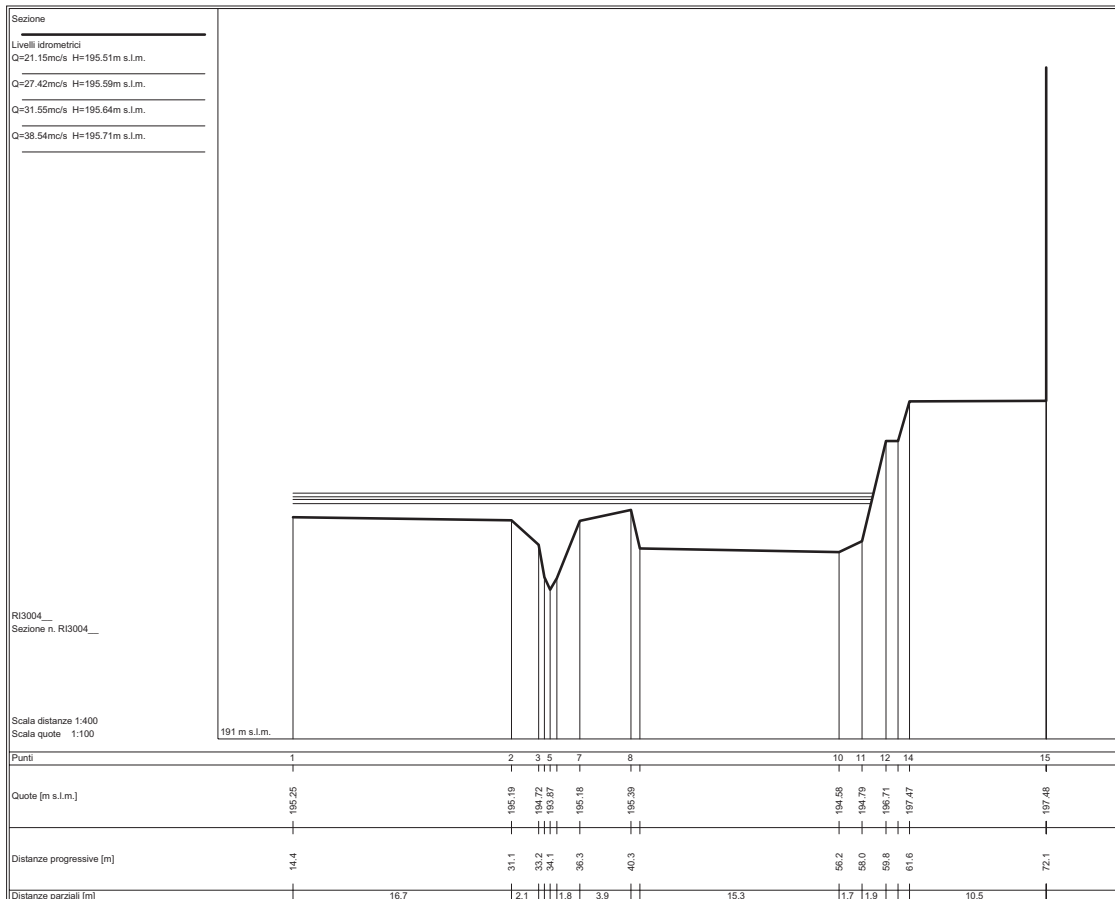 Sezione
Livelli idrometrici
Q=21.15mc/s H=195.51m s.l.m.
Q=27.42mc/s H=195.59m s.l.m.
Q=31.55mc/s H=195.64m s.l.m.
Q=38.54mc/s H=195.71m s.l.m.
RI3004__
Sezione n. RI3004__
Scala distanze 1:400
Scala quote 1:100
191 m s.l.m.
Punti 1 2 3 5 7 8 10 11 12 14 15
Quote [m s.l.m.] 195.25 195.19 194.72 193.87 195.18 195.39 194.58 194.79 196.71 197.47 197.48
Distanze progressive [m] 14.4 31.1 33.2 34.1 36.3 40.3 56.2 58.0 59.8 61.6 72.1
Distanze parziali [m] 16.7 2.1 1.8 3.9 15.3 1.7 1.9 10.5